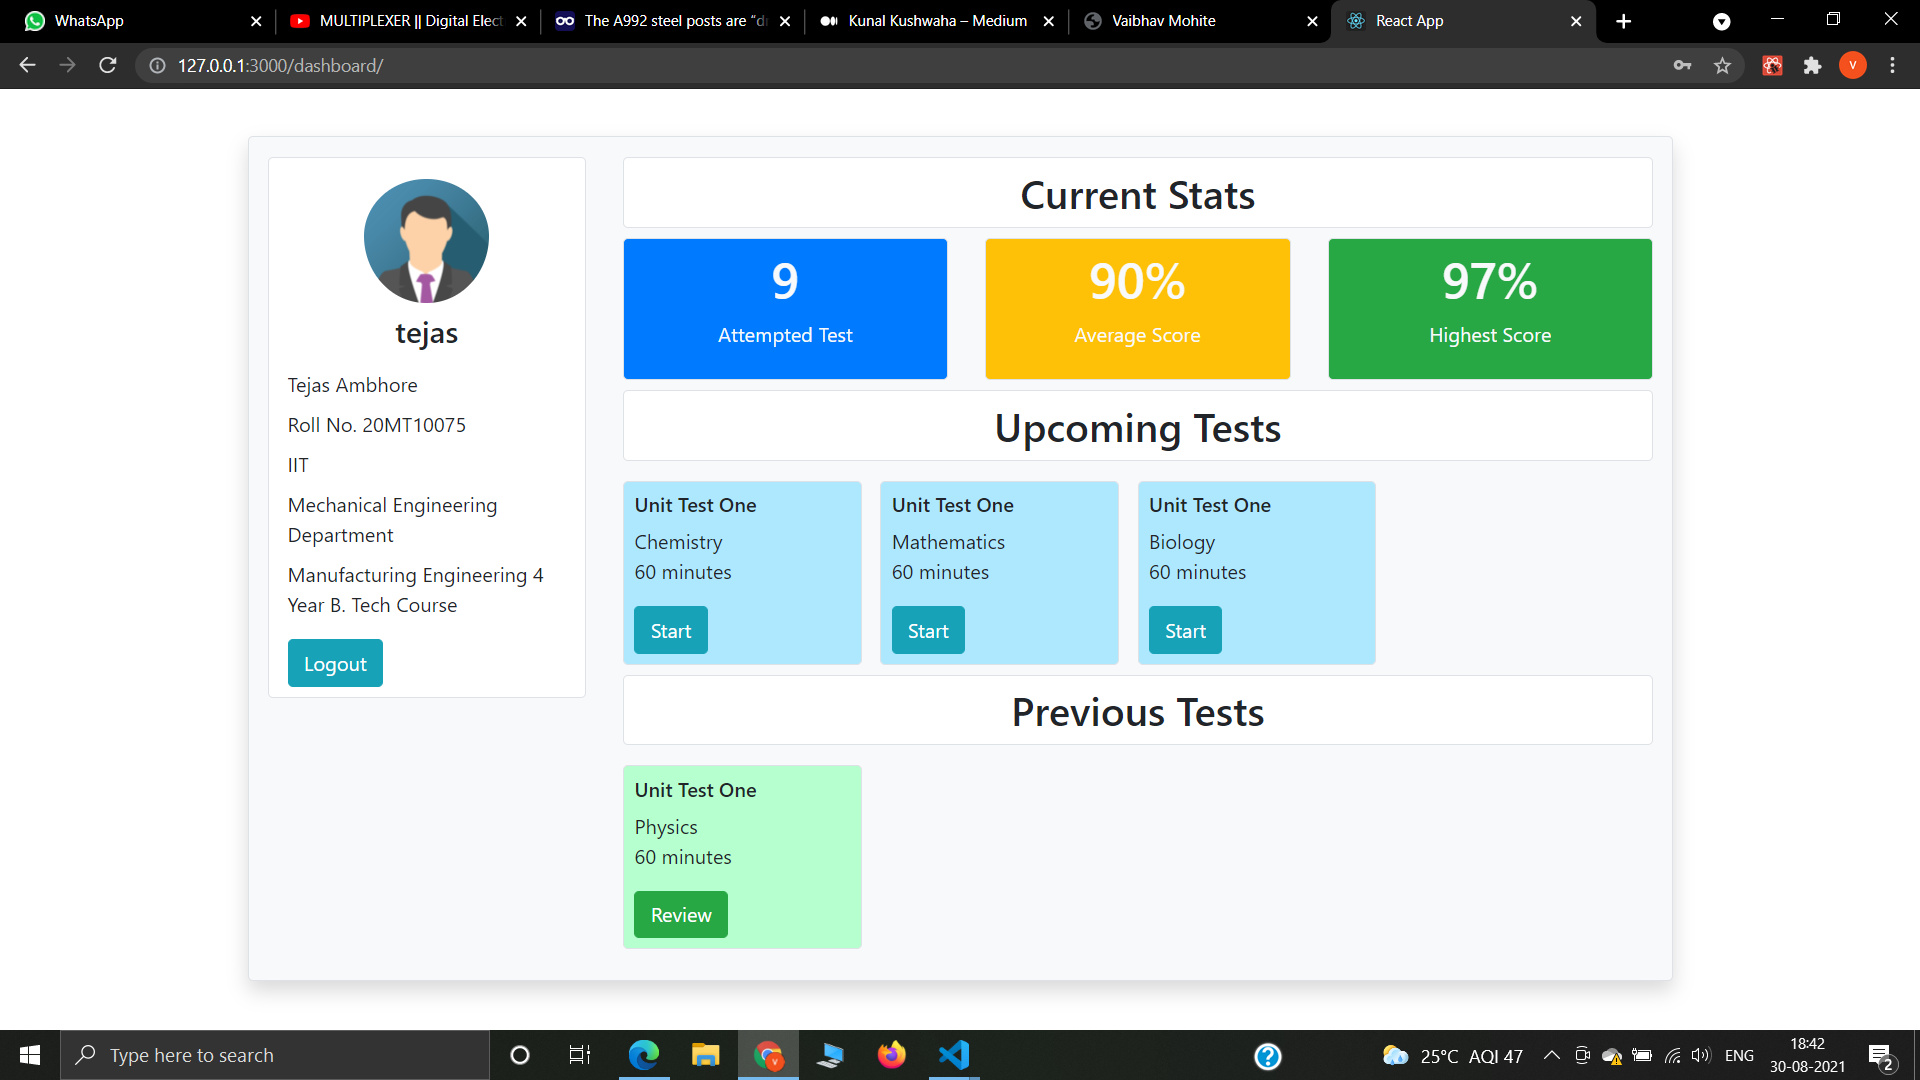 WhatsApp
MULTIPLEXER || Digital Elect
The A992 steel posts are “dr
Kunal Kushwaha – Medium
Vaibhav Mohite
React App
127.0.0.1:3000/dashboard/
V
tejas
Tejas Ambhore
Roll No. 20MT10075
IIT
Mechanical Engineering
Department
Manufacturing Engineering 4
Year B. Tech Course
Logout
Current Stats
9
Attempted Test
90%
Average Score
97%
Highest Score
Upcoming Tests
Unit Test One
Chemistry
60 minutes
Start
Unit Test One
Mathematics
60 minutes
Start
Unit Test One
Biology
60 minutes
Start
Previous Tests
Unit Test One
Physics
60 minutes
Review
Type here to search
V
25°C AQI 47
ENG
18:42
30-08-2021
2